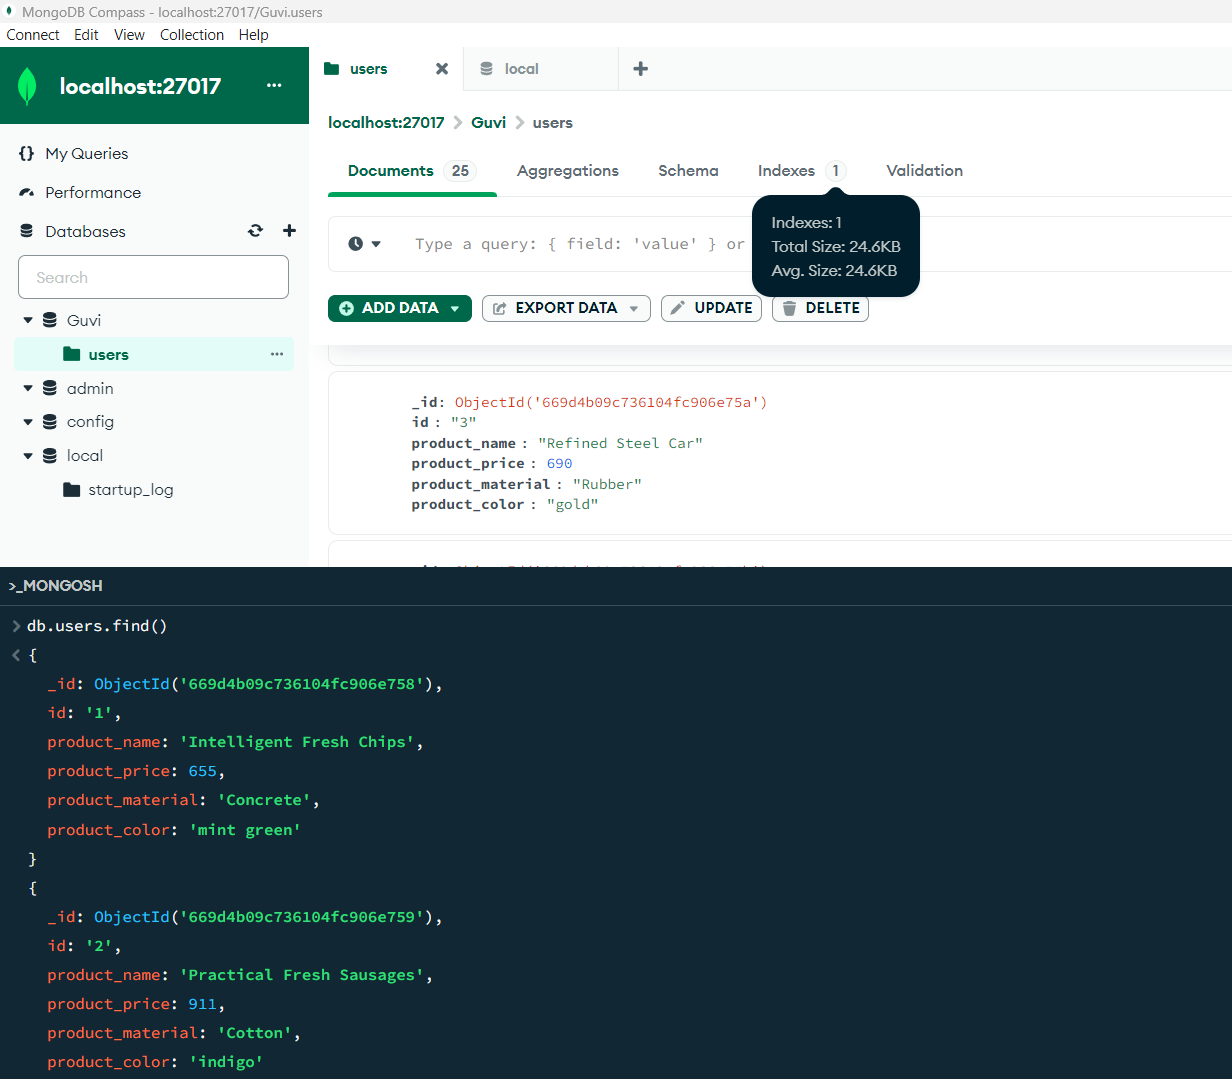 MongoDB Compass - localhost:27017/Guvi.users
Connect Edit View Collection Help
localhost:27017 ...
{} My Queries
Performance
Databases
Search
Guvi
users ...
admin
config
local
startup_log
users local
localhost:27017 > Guvi > users
Documents 25 Aggregations Schema Indexes 1 Validation
Indexes: 1
Total Size: 24.6KB
Avg. Size: 24.6KB
Type a query: { field: 'value' } or
ADD DATA EXPORT DATA UPDATE DELETE
_id: ObjectId('669d4b09c736104fc906e75a')
id : "3"
product_name : "Refined Steel Car"
product_price : 690
product_material : "Rubber"
product_color : "gold"
>_MONGOSH
> db.users.find()
< {
_id: ObjectId('669d4b09c736104fc906e758'),
id: '1',
product_name: 'Intelligent Fresh Chips',
product_price: 655,
product_material: 'Concrete',
product_color: 'mint green'
}
{
_id: ObjectId('669d4b09c736104fc906e759'),
id: '2',
product_name: 'Practical Fresh Sausages',
product_price: 911,
product_material: 'Cotton',
product_color: 'indigo'